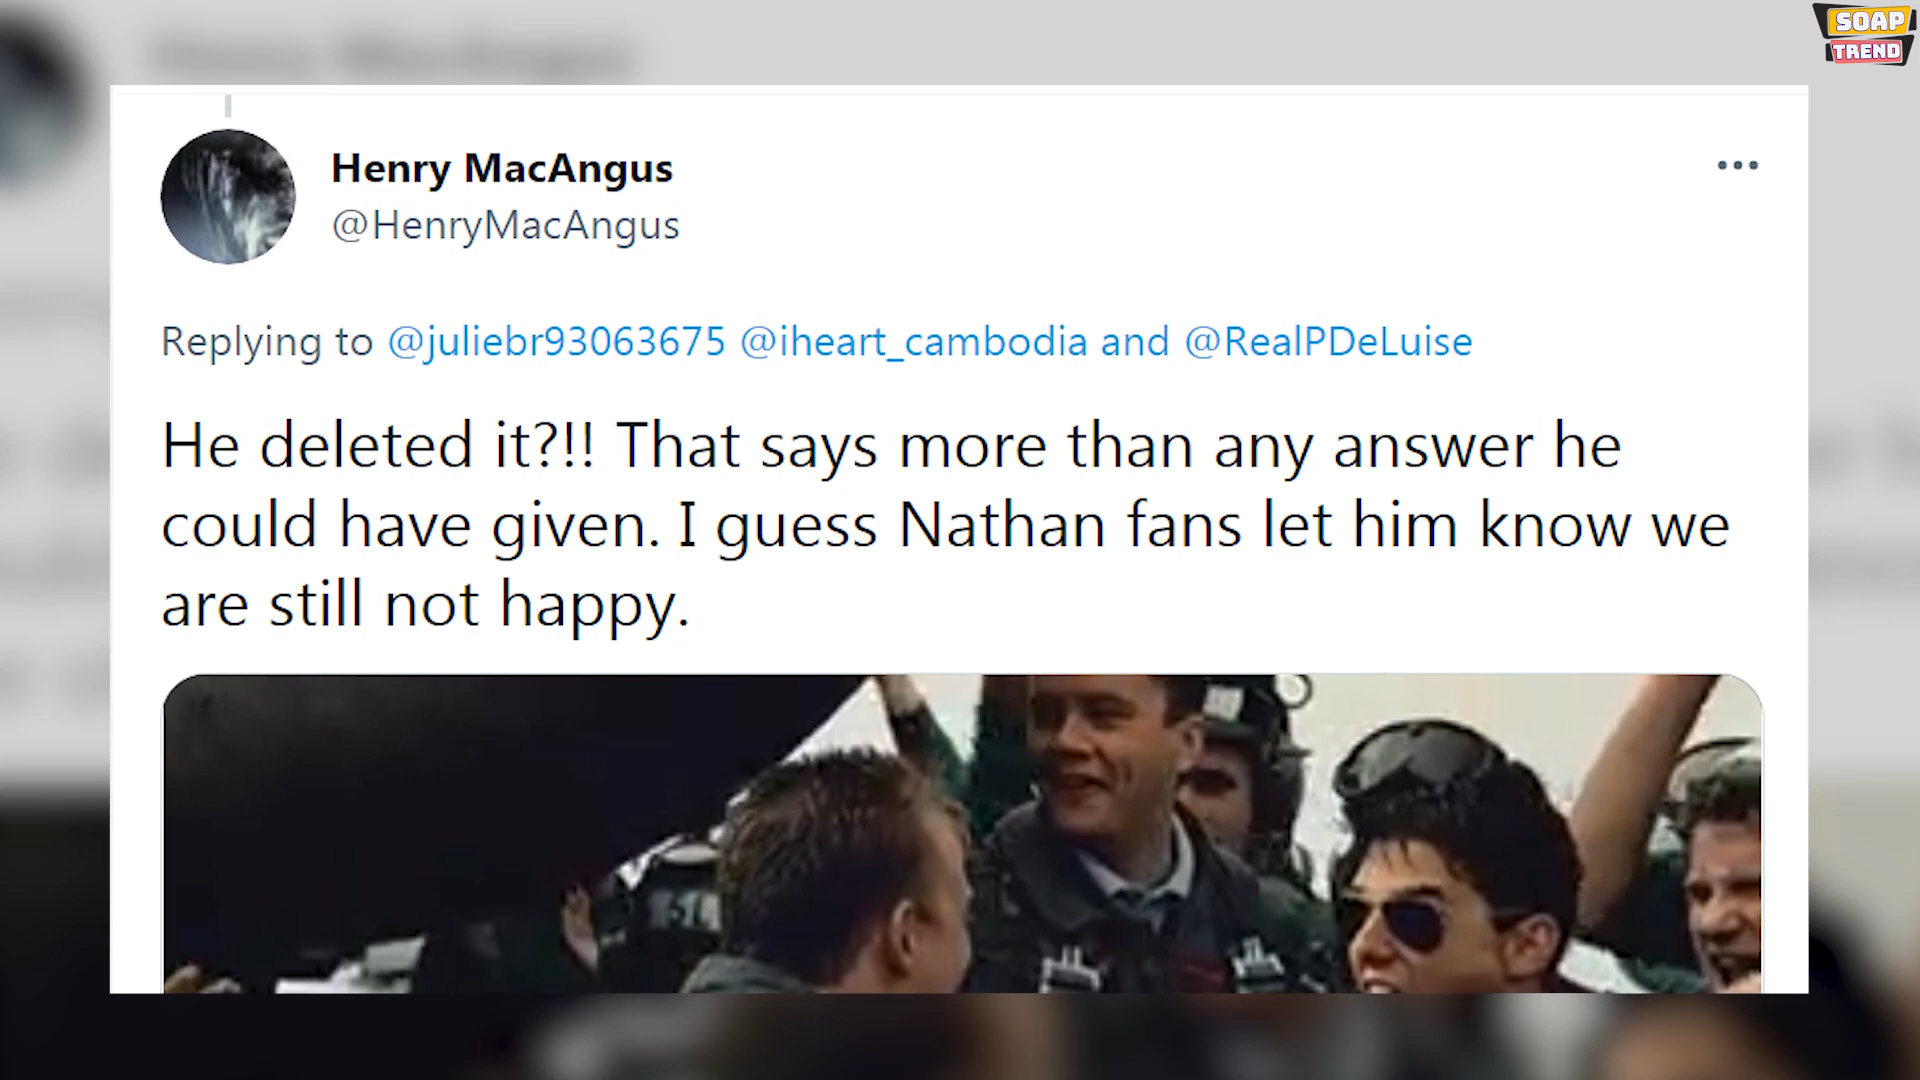 SOAP
TREND
Henry MacAngus
@HenryMacAngus
Replying to @juliebr93063675 @iheart_cambodia and @RealPDeLuise
He deleted it?!! That says more than any answer he
could have given. I guess Nathan fans let him know we
are still not happy.